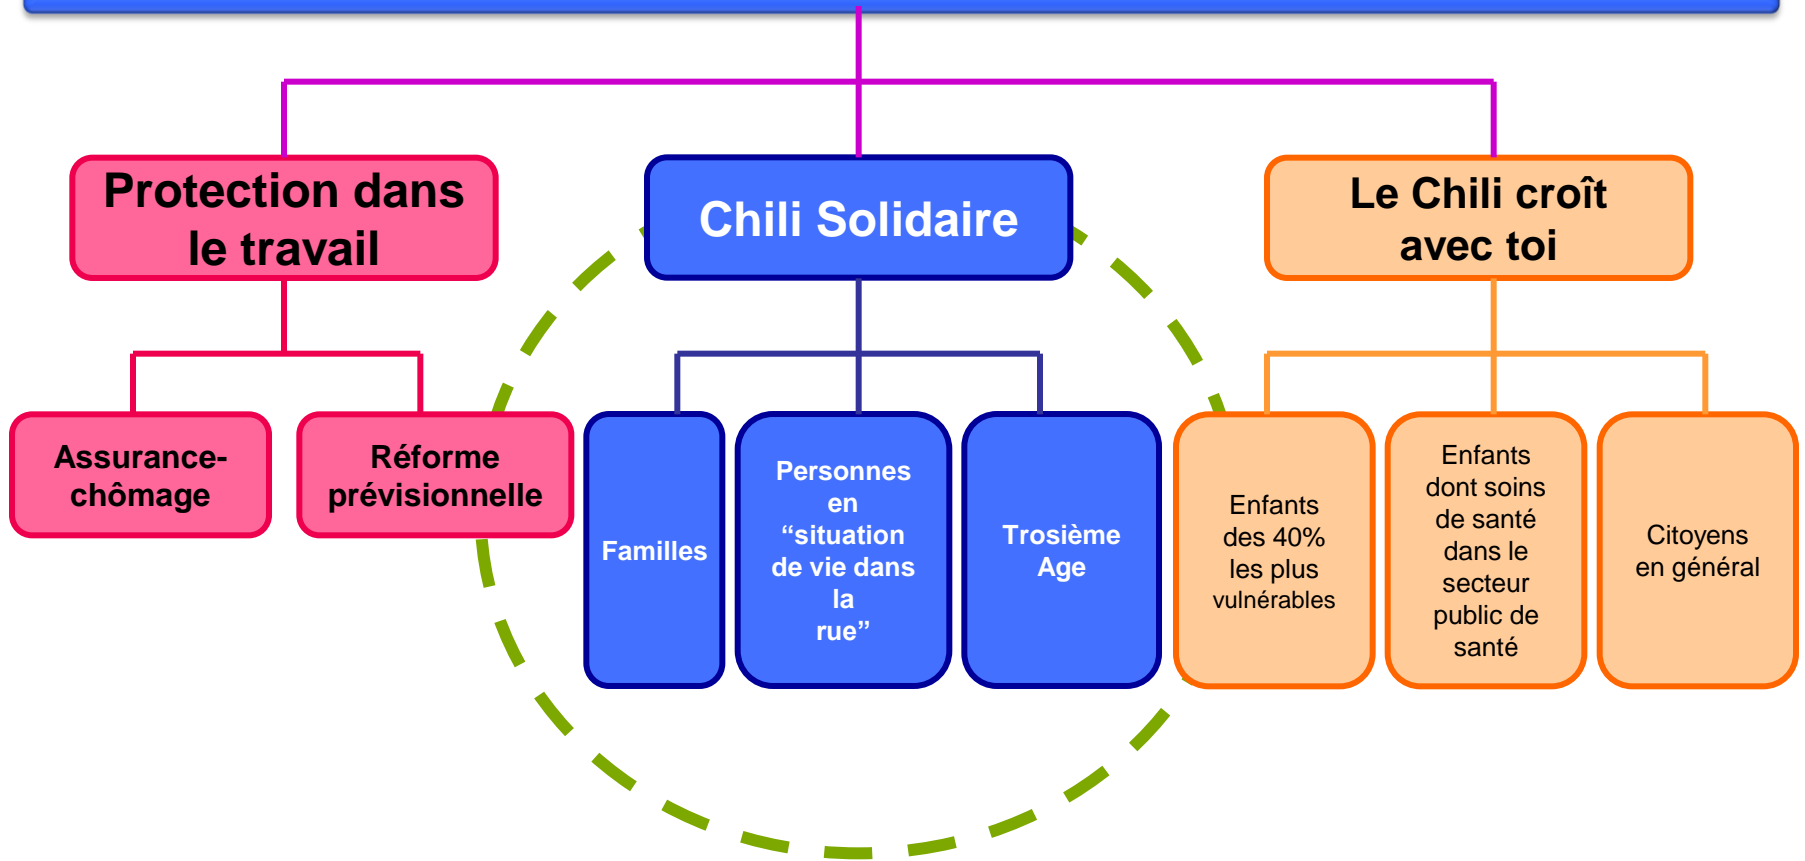 Protection dans
le travail
Chili Solidaire
Le Chili croît
avec toi
Assurance-
chômage
Réforme
prévisionnelle
Familles
Personnes
en
“situation
de vie dans
la
rue”
Trosième
Age
Enfants
des 40%
les plus
vulnérables
Enfants
dont soins
de santé
dans le
secteur
public de
santé
Citoyens
en général